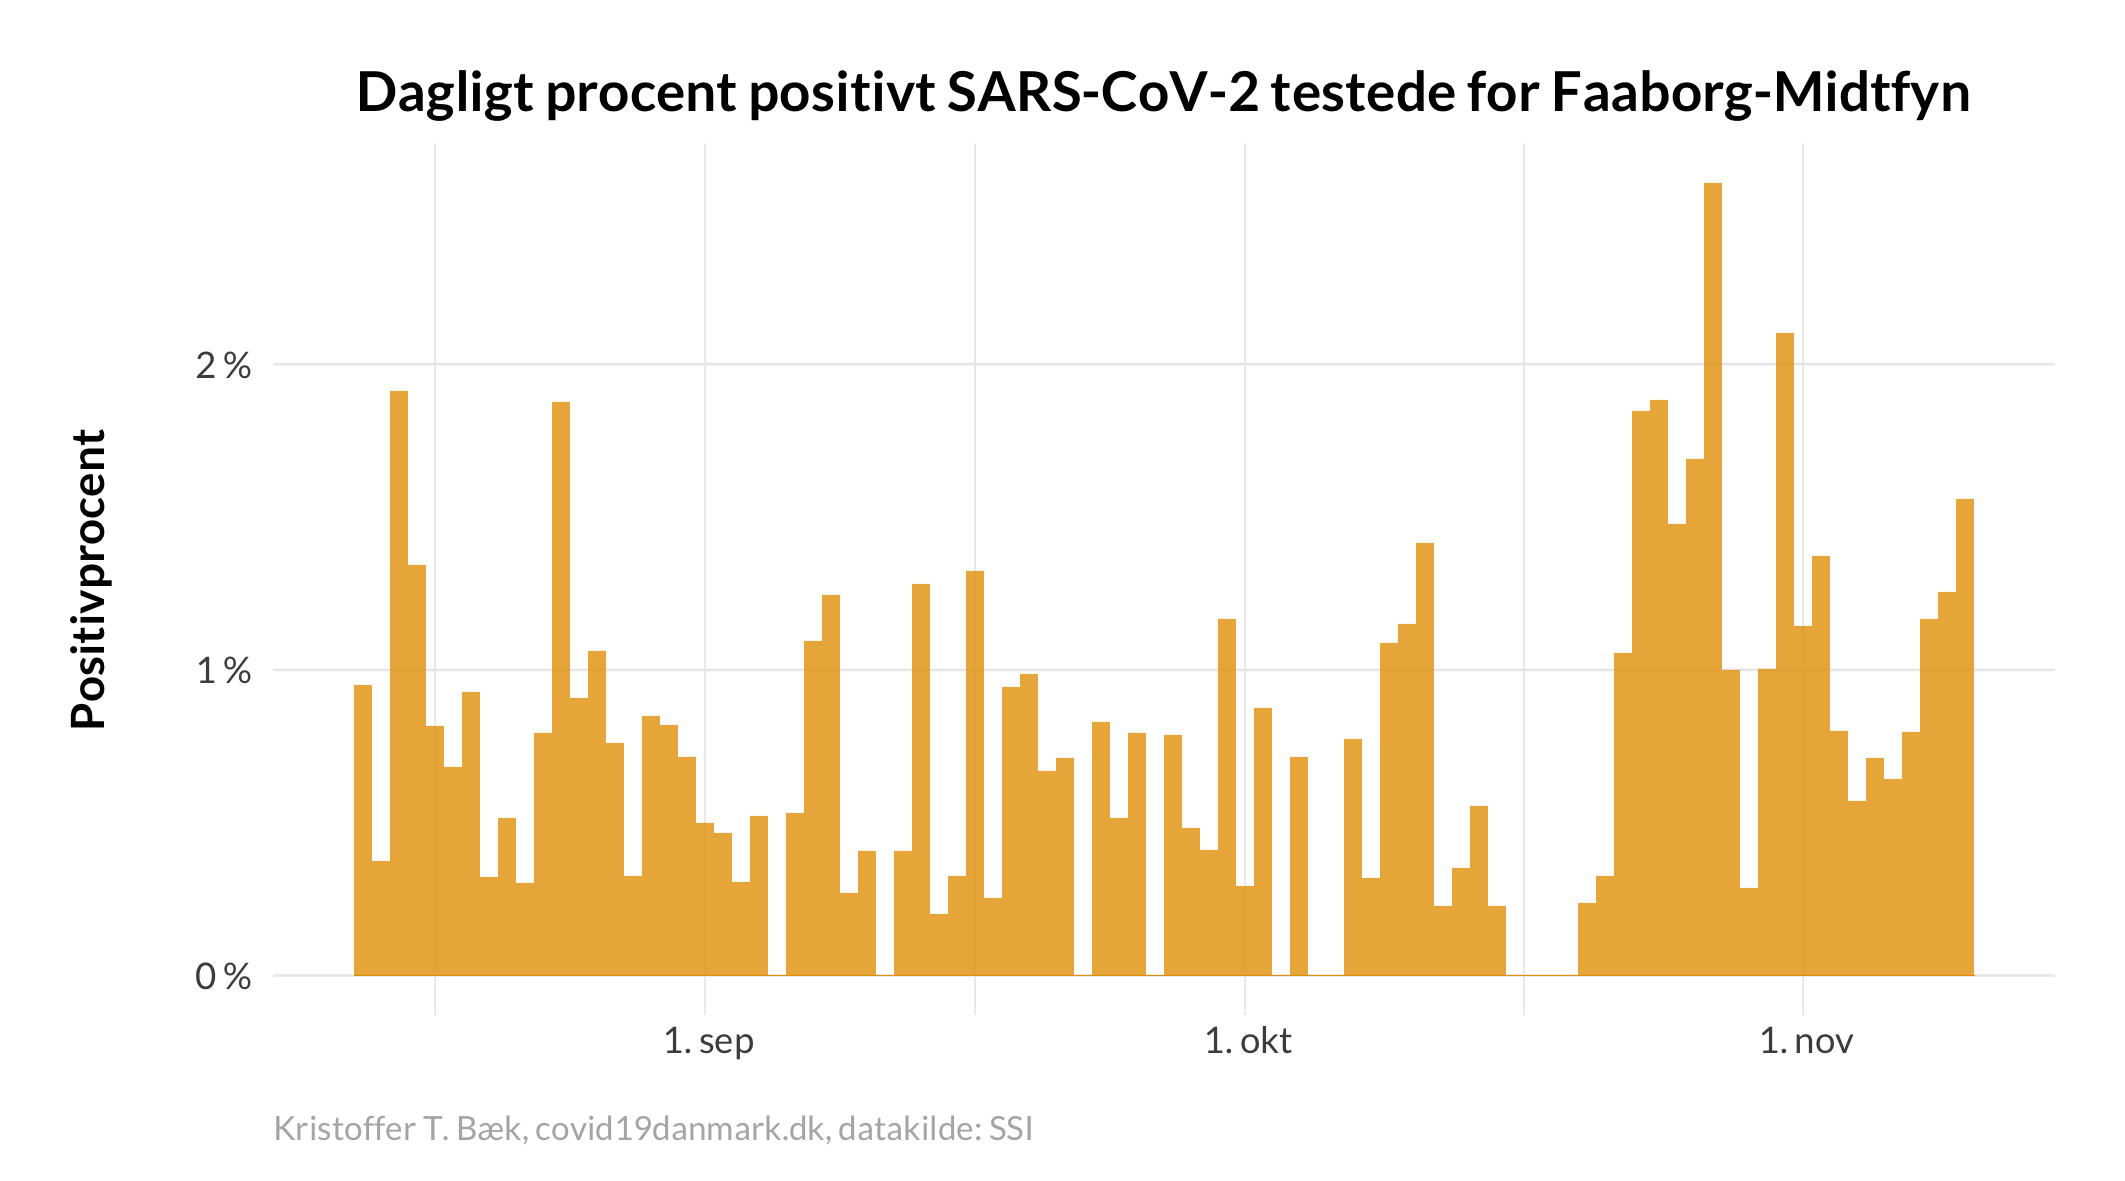 Dagligt procent positivt SARS-CoV-2 testede for Faaborg-Midtfyn
Positivprocent
2 %
1 %
0 %
1. sep
1. okt
1. nov
Kristoffer T. Bæk, covid19danmark.dk, datakilde: SSI